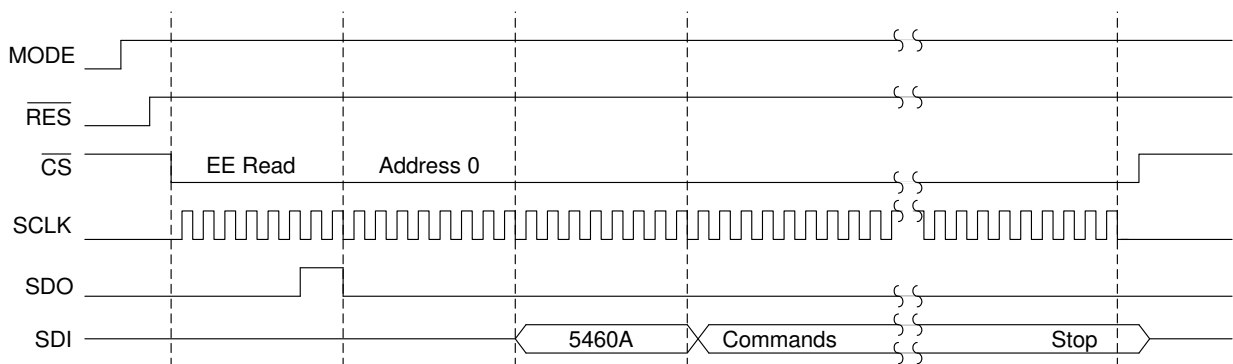 MODE
RES
CS
EE Read Address 0
SCLK
SDO
SDI
5460A Commands Stop